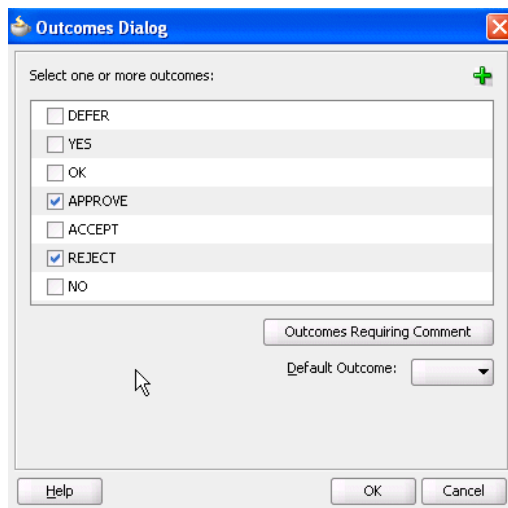 Outcomes Dialog
Select one or more outcomes:
DEFER
YES
OK
APPROVE
ACCEPT
REJECT
NO
Outcomes Requiring Comment
Default Outcome:
Help OK Cancel